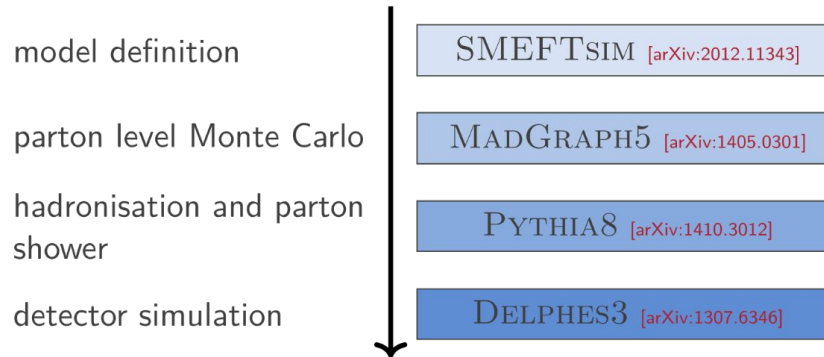 model definition SMEFTSIM [arXiv:2012.11343]
parton level Monte Carlo MADGRAPH5 [arXiv:1405.0301]
hadronisation and parton
shower PYTHIA8 [arXiv:1410.3012]
detector simulation DELPHES3 [arXiv:1307.6346]